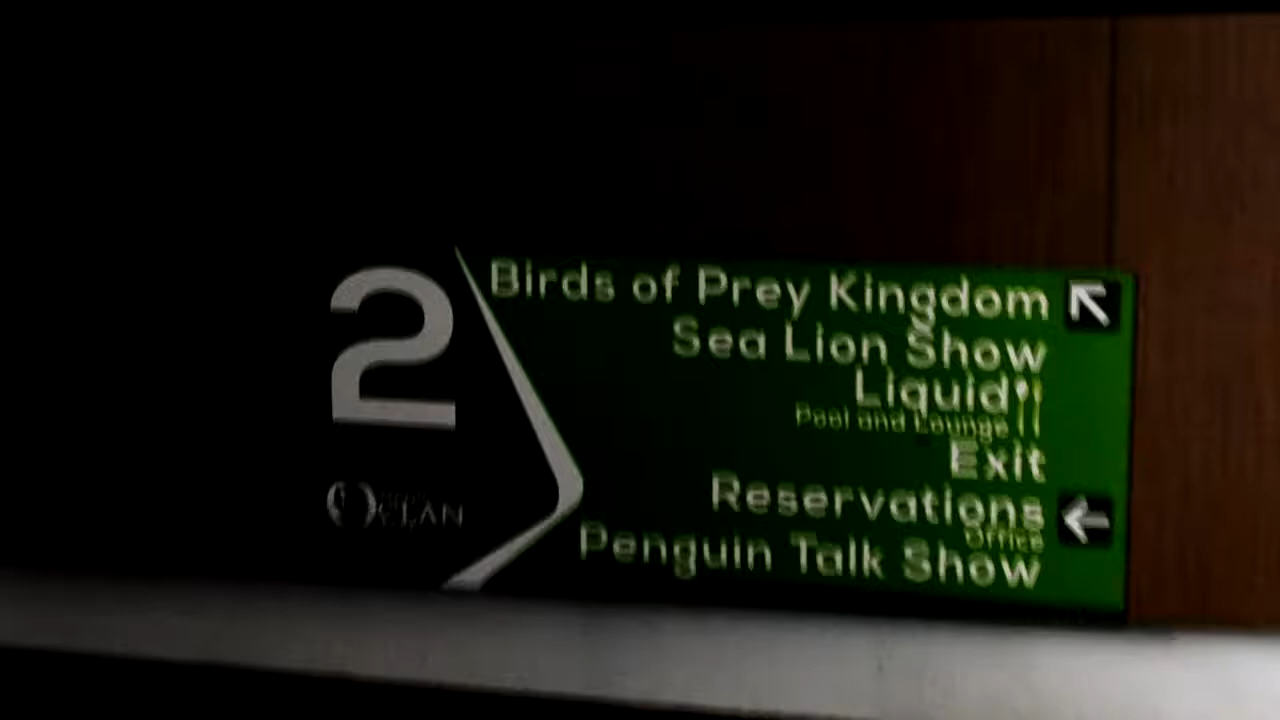 2
Birds of Prey Kingdom
Sea Lion Show
Liquid
Pool and Lounge
Exit
Reservations
Office
Penguin Talk Show